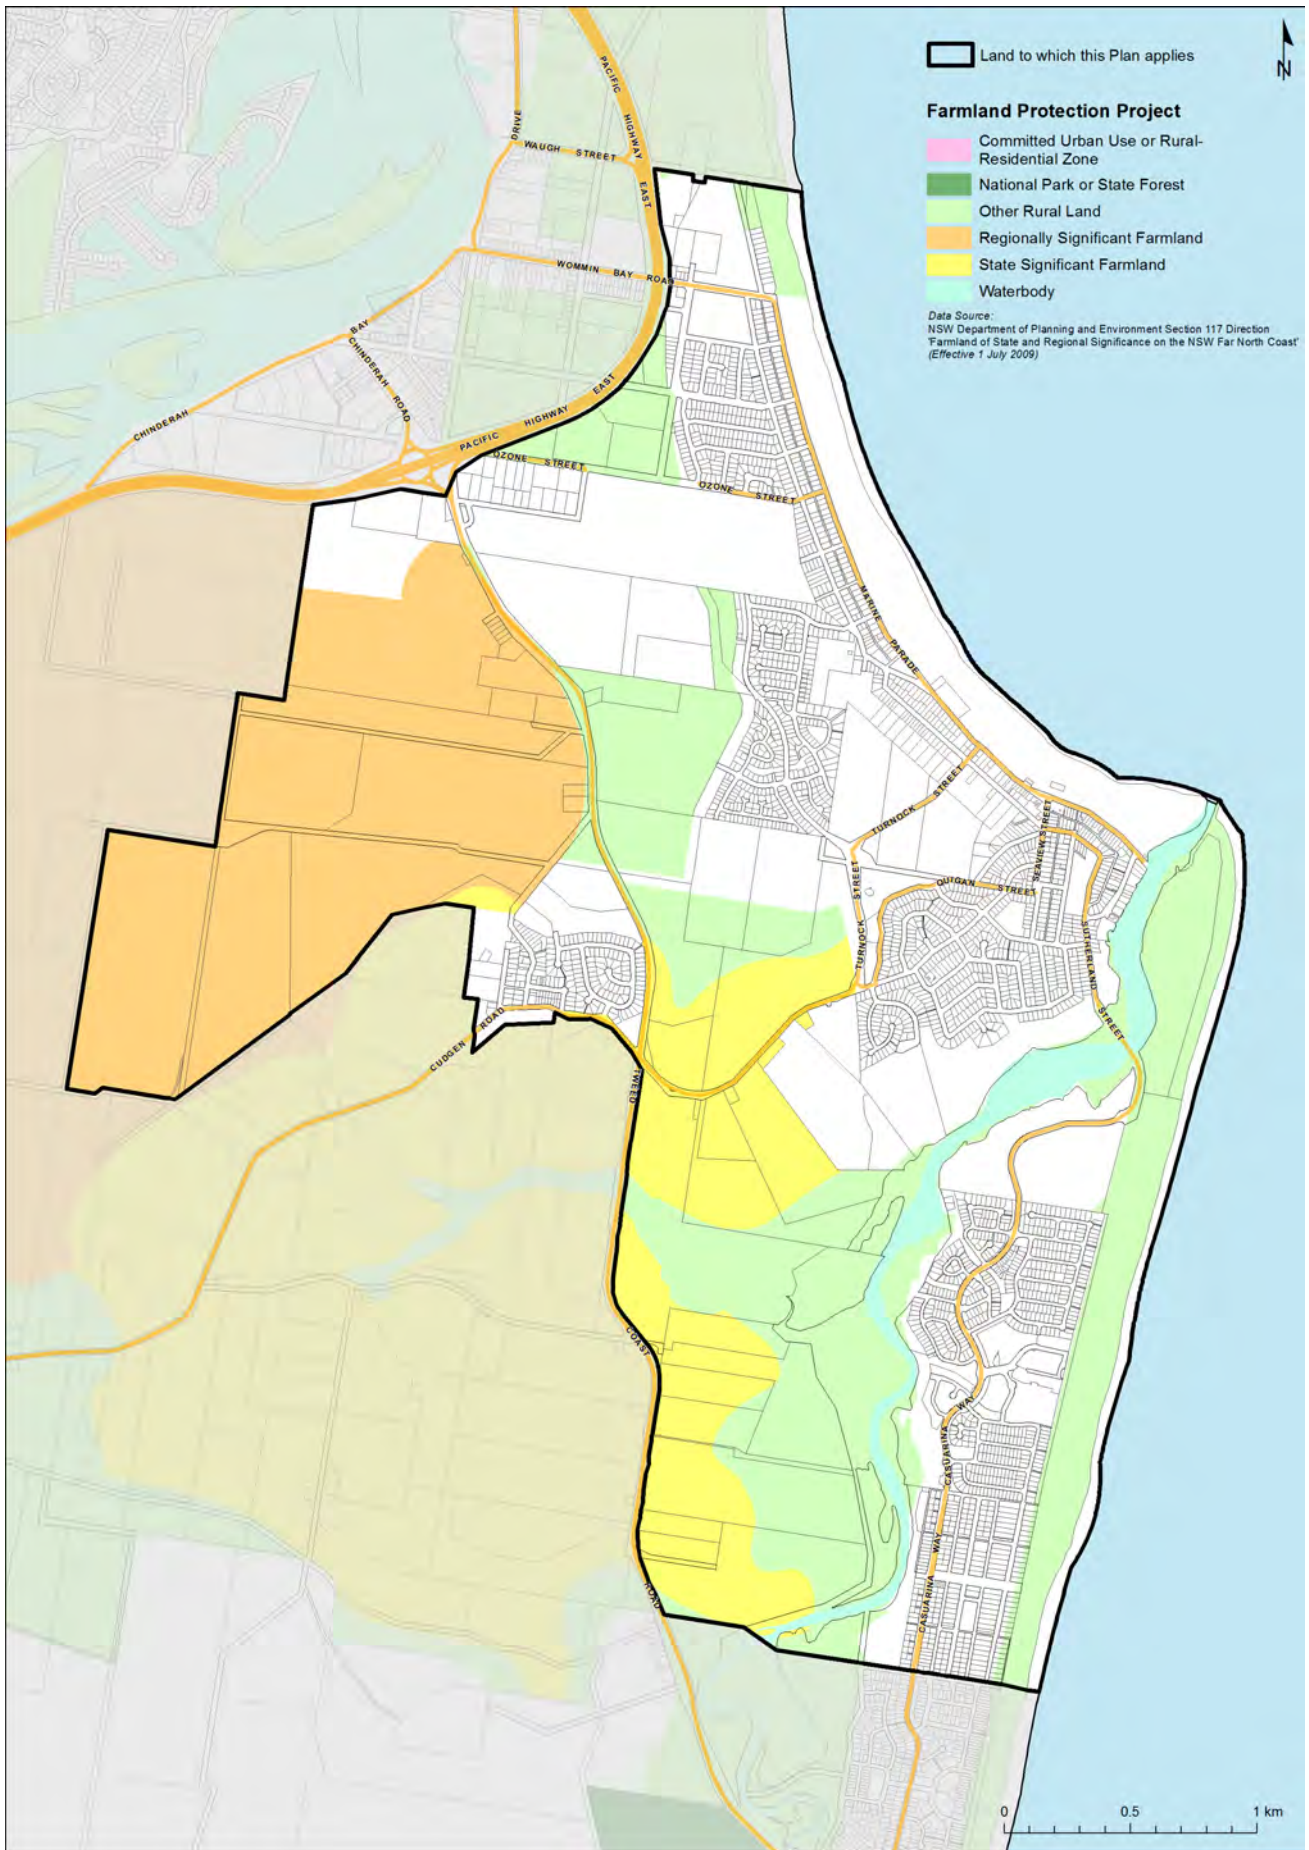 Land to which this Plan applies
N
Farmland Protection Project
Committed Urban Use or Rural-
Residential Zone
National Park or State Forest
Other Rural Land
Regionally Significant Farmland
State Significant Farmland
Waterbody
Data Source:
NSW Department of Planning and Environment Section 117 Direction
'Farmland of State and Regional Significance on the NSW Far North Coast'
(Effective 1 July 2009)
PACIFIC HIGHWAY EAST
DRIVE
WAUGH STREET
WOMMIN BAY ROAD
CHINDERAH BAY
CHINDERAH ROAD
PACIFIC HIGHWAY EAST
OZONE STREET
OZONE STREET
MARINE PARADE
TURNOCK STREET
SEAVIEW STREET
QUIGAN STREET
TURNOCK STREET
SUTHERLAND STREET
CUDGEN ROAD
TWEED
COAST
ROAD
CASUARINA WAY
CASUARINA WAY
0 0.5 1 km